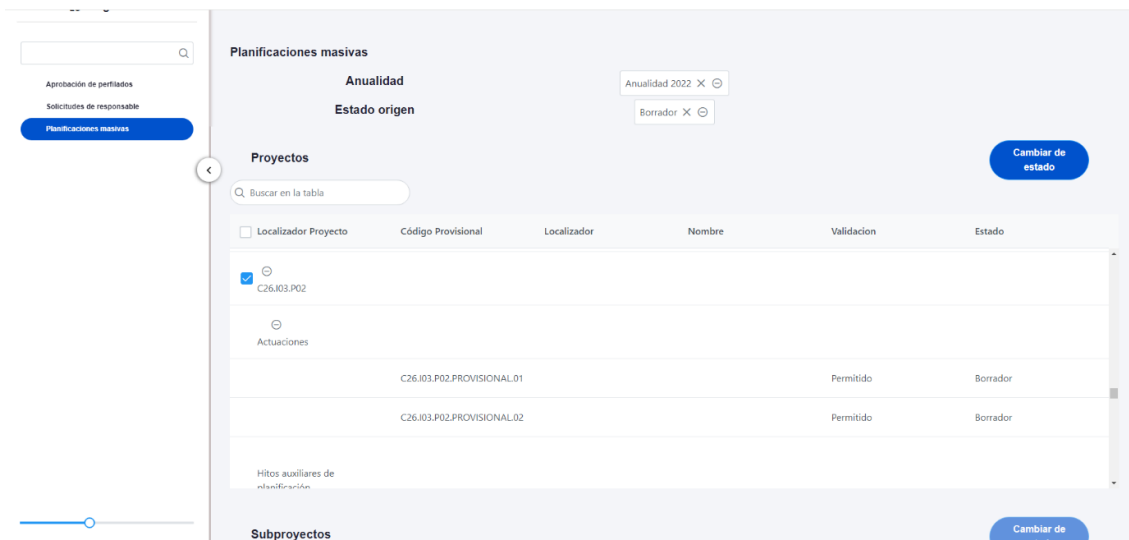 Aprobación de perfilados
Solicitudes de responsable
Planificaciones masivas
Planificaciones masivas
Anualidad
Anualidad 2022
Estado origen
Borrador
Proyectos
Cambiar de
estado
Buscar en la tabla
Localizador Proyecto Código Provisional Localizador Nombre Validacion Estado
C26.I03.P02
Actuaciones
C26.I03.P02.PROVISIONAL.01 Permitido Borrador
C26.I03.P02.PROVISIONAL.02 Permitido Borrador
Hitos auxiliares de
planificación
Subproyectos
Cambiar de